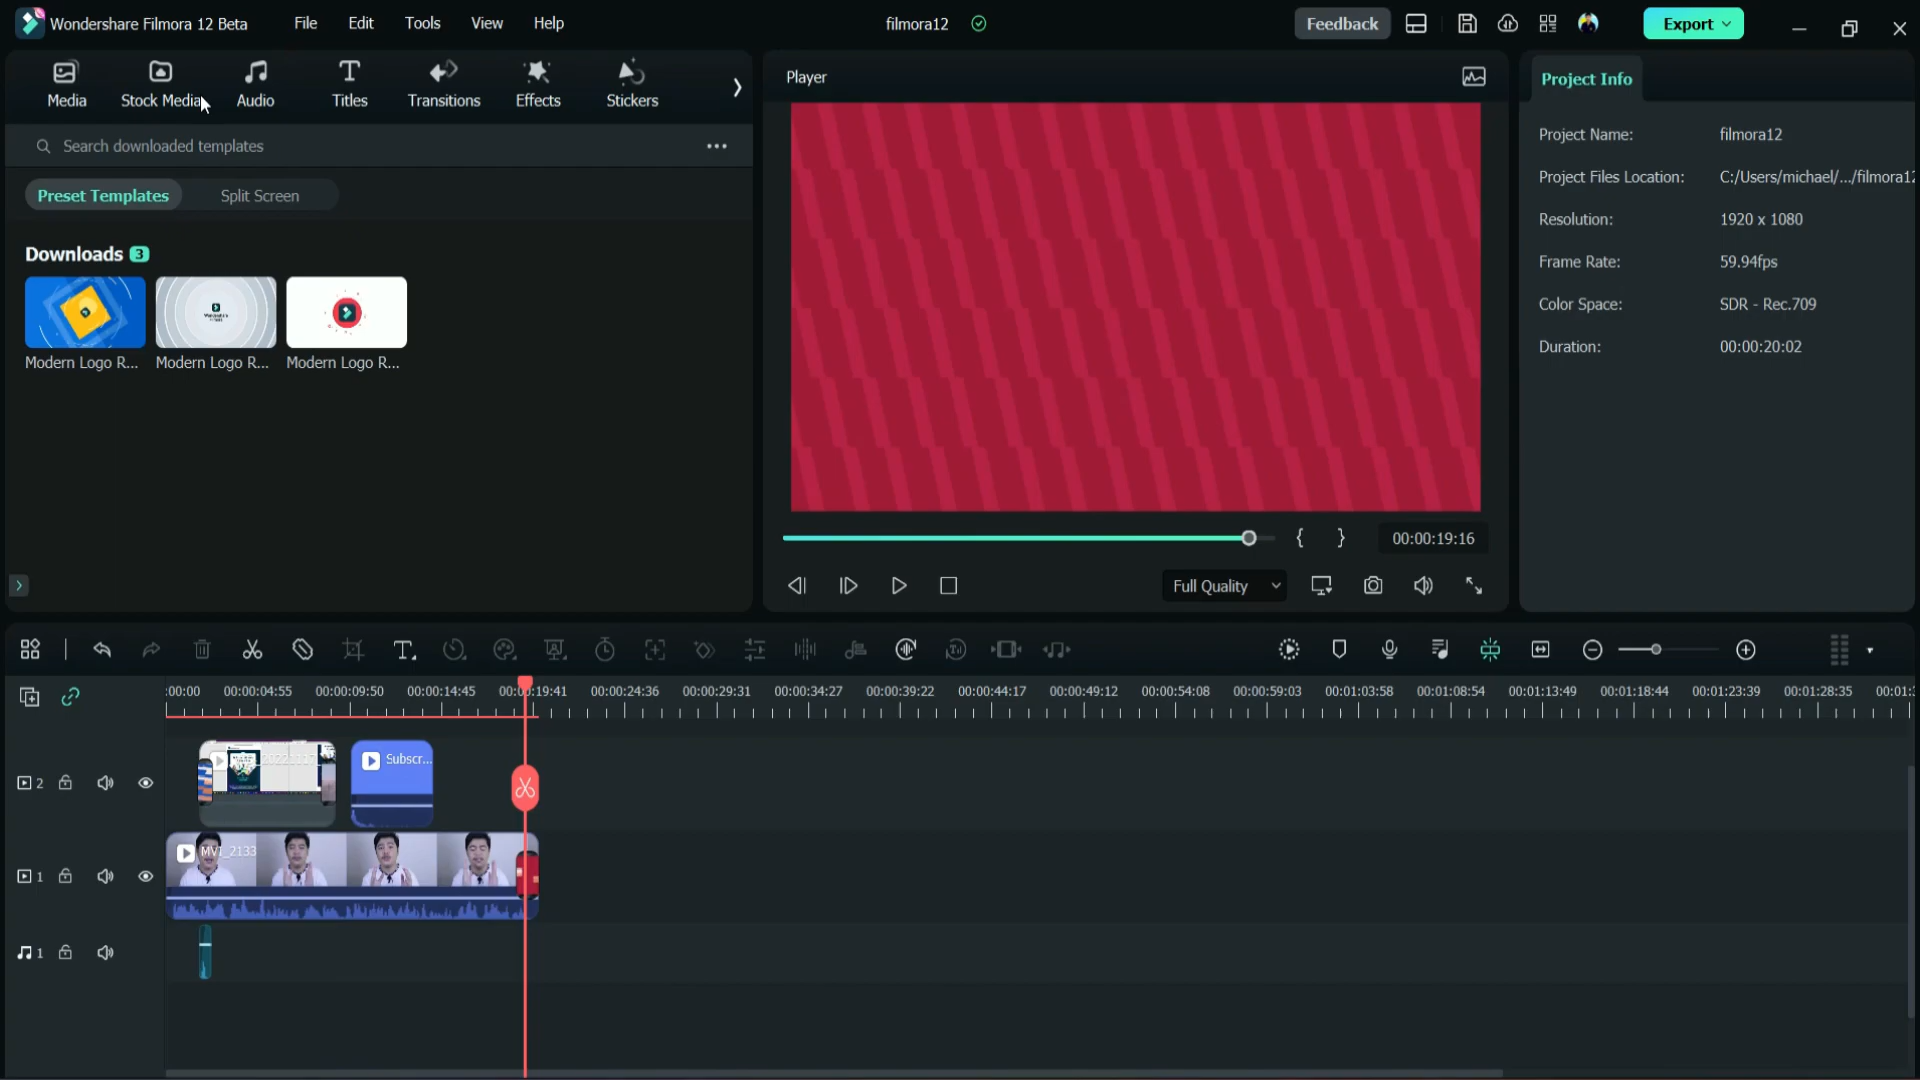 Wondershare Filmora 12 Beta
File Edit Tools View Help
filmora12
Feedback
Export
Media Stock Media Audio Titles Transitions Effects Stickers
Search downloaded templates
Preset Templates Split Screen
Downloads 3
Modern Logo R... Modern Logo R... Modern Logo R...
Player
00:00:19:16
Full Quality
Project Info
Project Name: filmora12
Project Files Location: C:/Users/michael/.../filmora12
Resolution: 1920 x 1080
Frame Rate: 59.94fps
Color Space: SDR - Rec.709
Duration: 00:00:20:02
:00:00 00:00:04:55 00:00:09:50 00:00:14:45 00:00:19:41 00:00:24:36 00:00:29:31 00:00:34:27 00:00:39:22 00:00:44:17 00:00:49:12 00:00:54:08 00:00:59:03 00:01:03:58 00:01:08:54 00:01:13:49 00:01:18:44 00:01:23:39 00:01:28:35 00:01:
2
Subscr...
1
MVI_2133
1